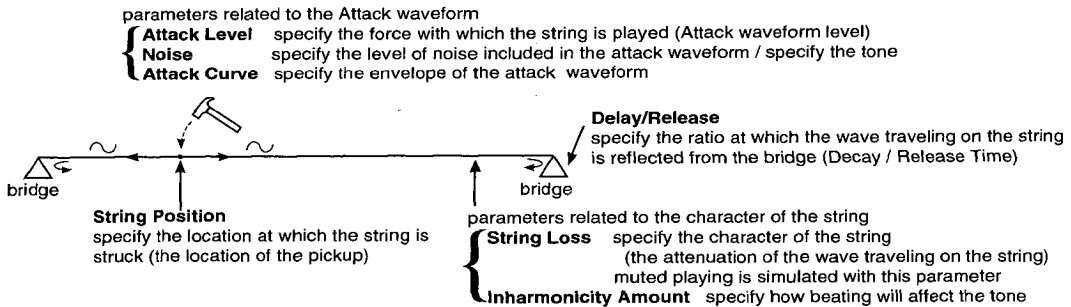 parameters related to the Attack waveform
Attack Level specify the force with which the string is played (Attack waveform level)
Noise specify the level of noise included in the attack waveform / specify the tone
Attack Curve specify the envelope of the attack waveform
Delay/Release
specify the ratio at which the wave traveling on the string
is reflected from the bridge (Decay / Release Time)
bridge
bridge
String Position
specify the location at which the string is
struck (the location of the pickup)
parameters related to the character of the string
String Loss specify the character of the string
(the attenuation of the wave traveling on the string)
muted playing is simulated with this parameter
Inharmonicity Amount specify how beating will affect the tone